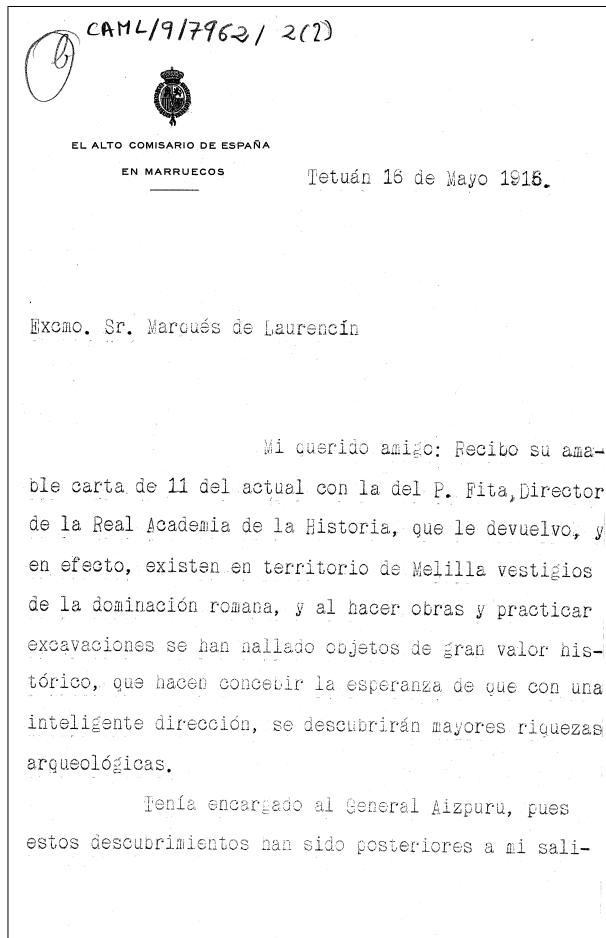 CAML/9/7962/ 2(?)
b
EL ALTO COMISARIO DE ESPAÑA
EN MARRUECOS
Tetuán 16 de Mayo 1916.
Excmo. Sr. Marqués de Laurencín
Mi querido amigo: Recibo su ama-
ble carta de 11 del actual con la del P. Fita, Director
de la Real Academia de la Historia, que le devuelvo, y
en efecto, existen en territorio de Melilla vestigios
de la dominación romana, y al hacer obras y practicar
excavaciones se han hallado objetos de gran valor his-
tórico, que hacen concebir la esperanza de que con una
inteligente dirección, se descubrirán mayores riquezas
arqueológicas.
Tenía encargado al General Aizpuru, pues
estos descubrimientos han sido posteriores a mi sali-